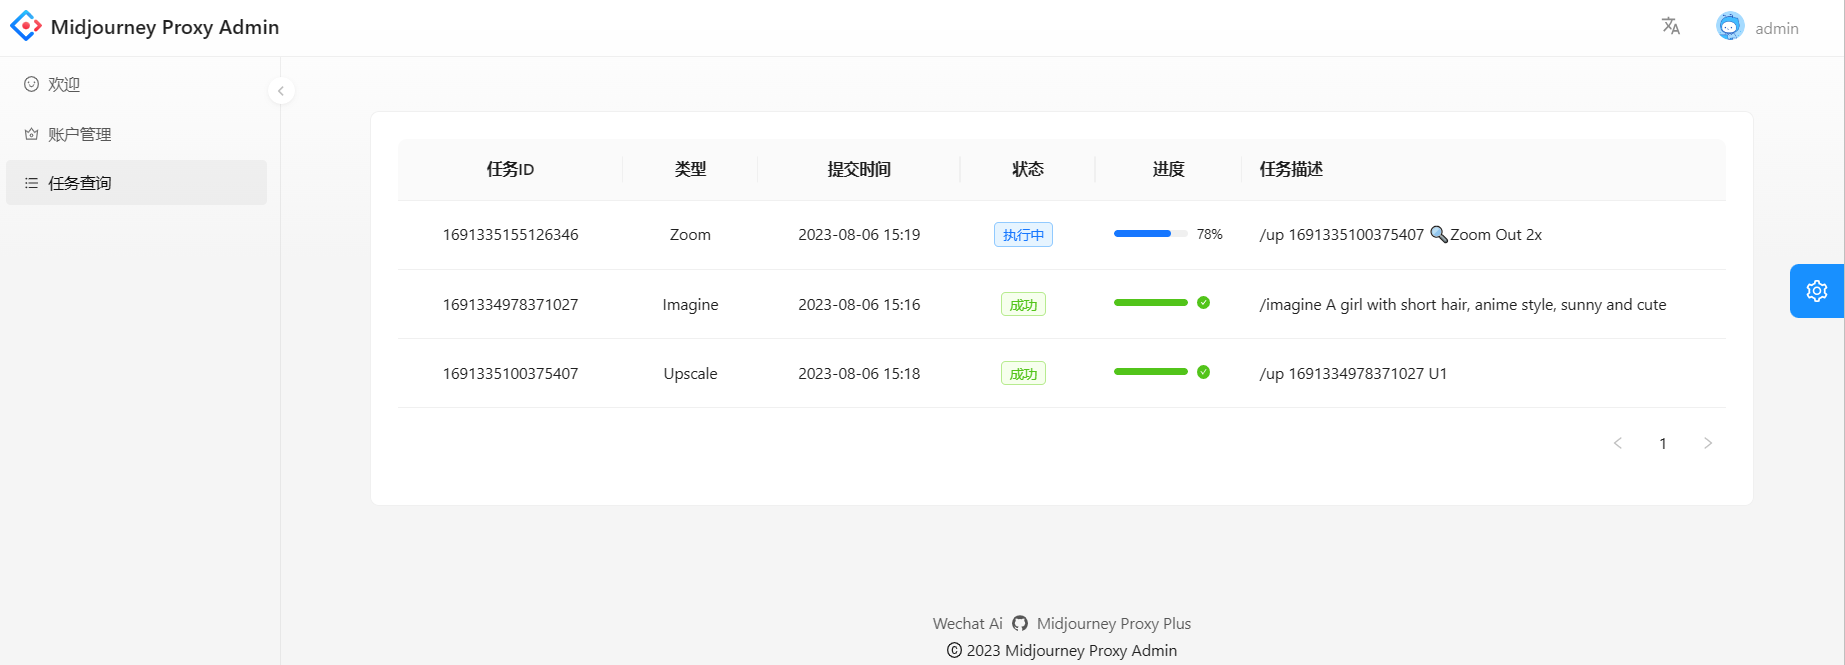 Midjourney Proxy Admin
admin
欢迎
账户管理
任务查询
任务ID 类型 提交时间 状态 进度 任务描述
1691335155126346 Zoom 2023-08-06 15:19 执行中 78% /up 1691335100375407 🔍Zoom Out 2x
1691334978371027 Imagine 2023-08-06 15:16 成功 /imagine A girl with short hair, anime style, sunny and cute
1691335100375407 Upscale 2023-08-06 15:18 成功 /up 1691334978371027 U1
1
Wechat Ai Midjourney Proxy Plus
© 2023 Midjourney Proxy Admin